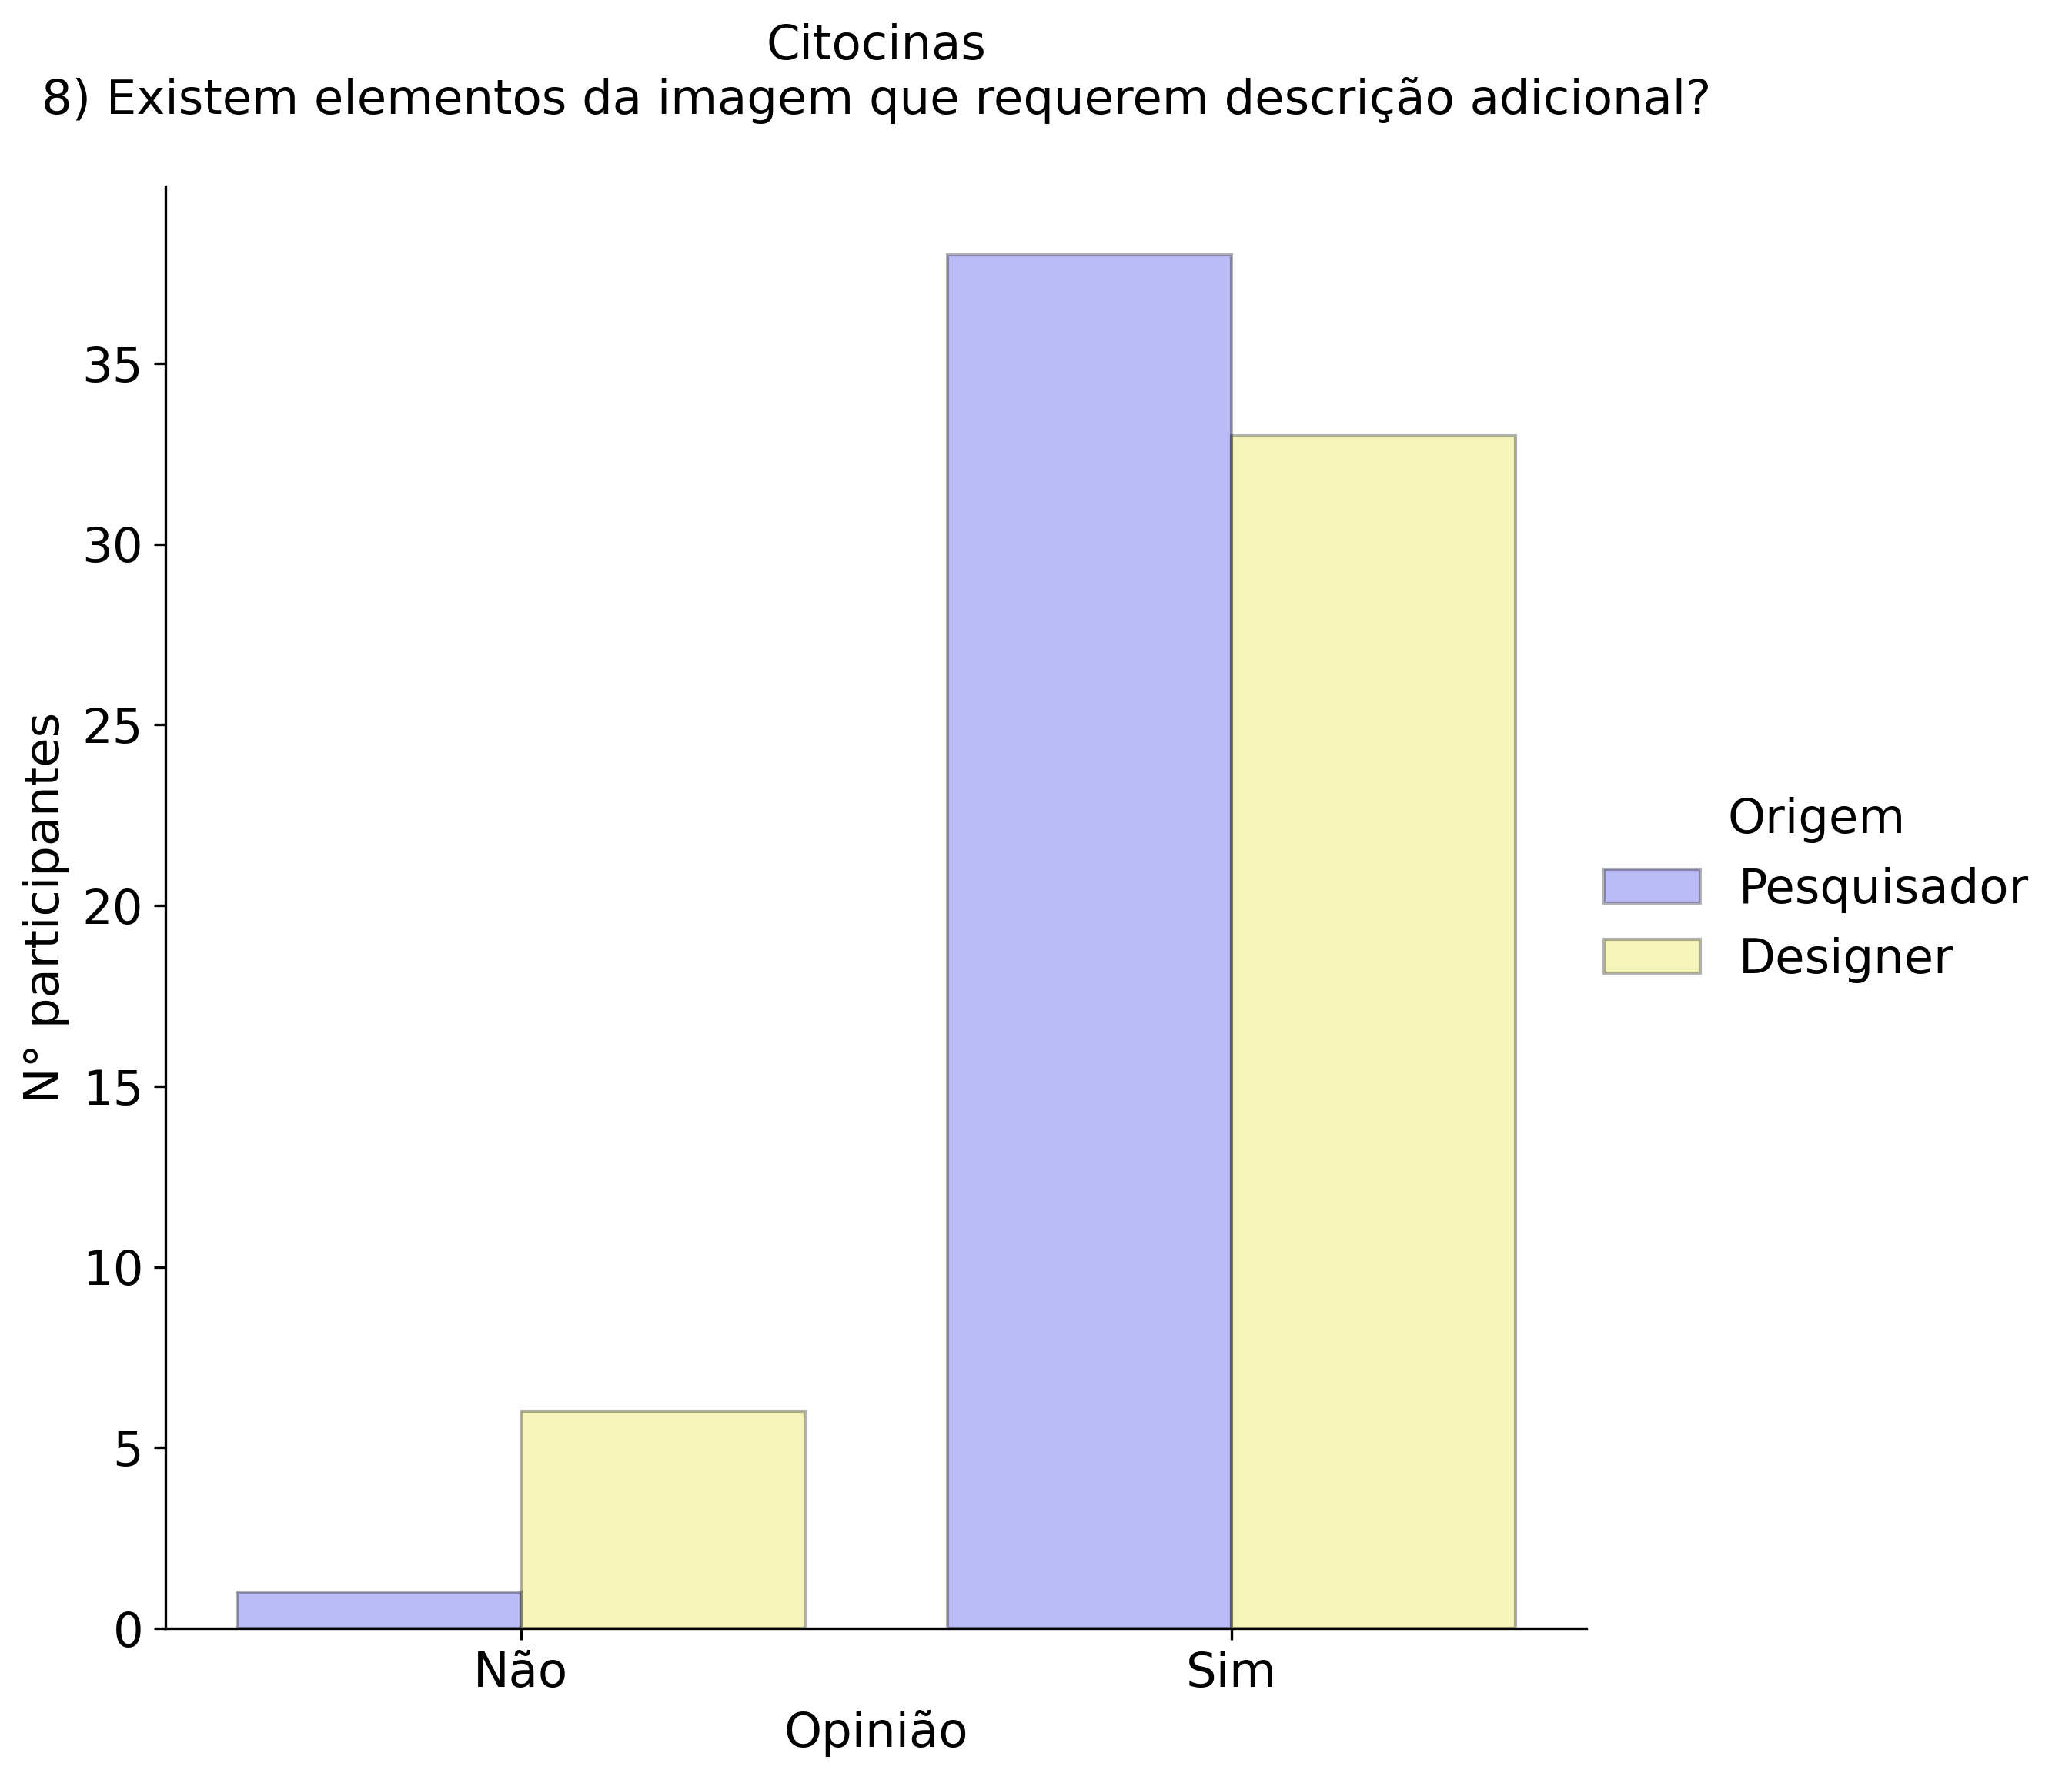 Citocinas
8) Existem elementos da imagem que requerem descrição adicional?
N° participantes
35
30
25
20
15
10
5
0
Não
Sim
Opinião
Origem
Pesquisador
Designer